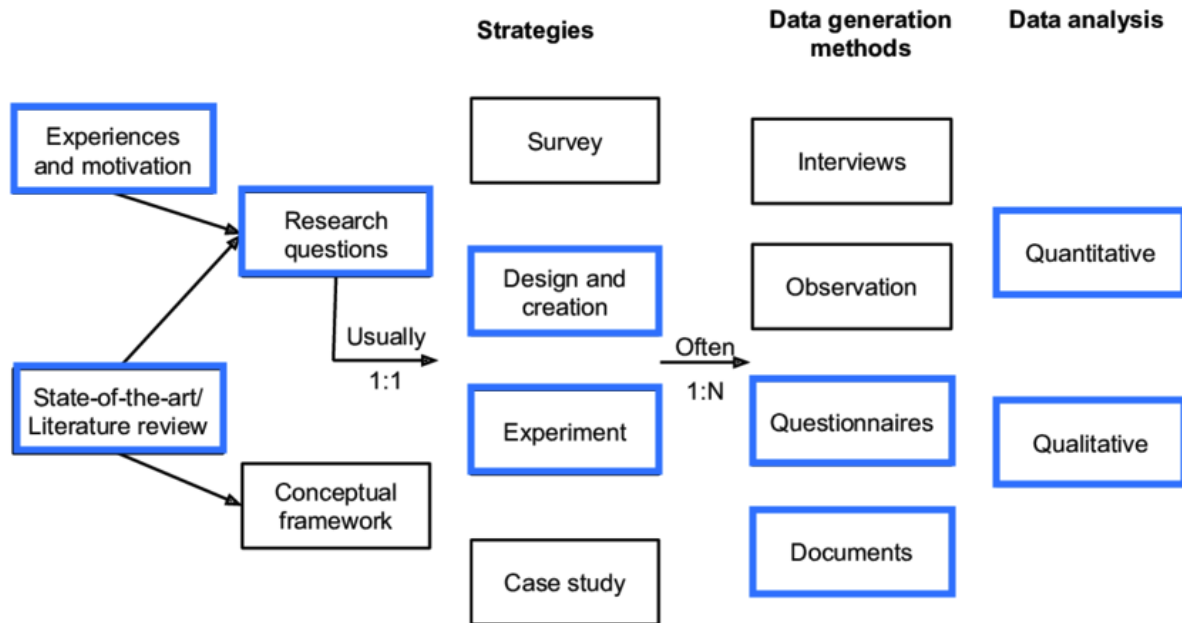 Strategies
Data generation
methods
Data analysis
Experiences
and motivation
Research
questions
State-of-the-art/
Literature review
Conceptual
framework
Usually
1:1
Survey
Design and
creation
Experiment
Case study
Often
1:N
Interviews
Observation
Questionnaires
Documents
Quantitative
Qualitative